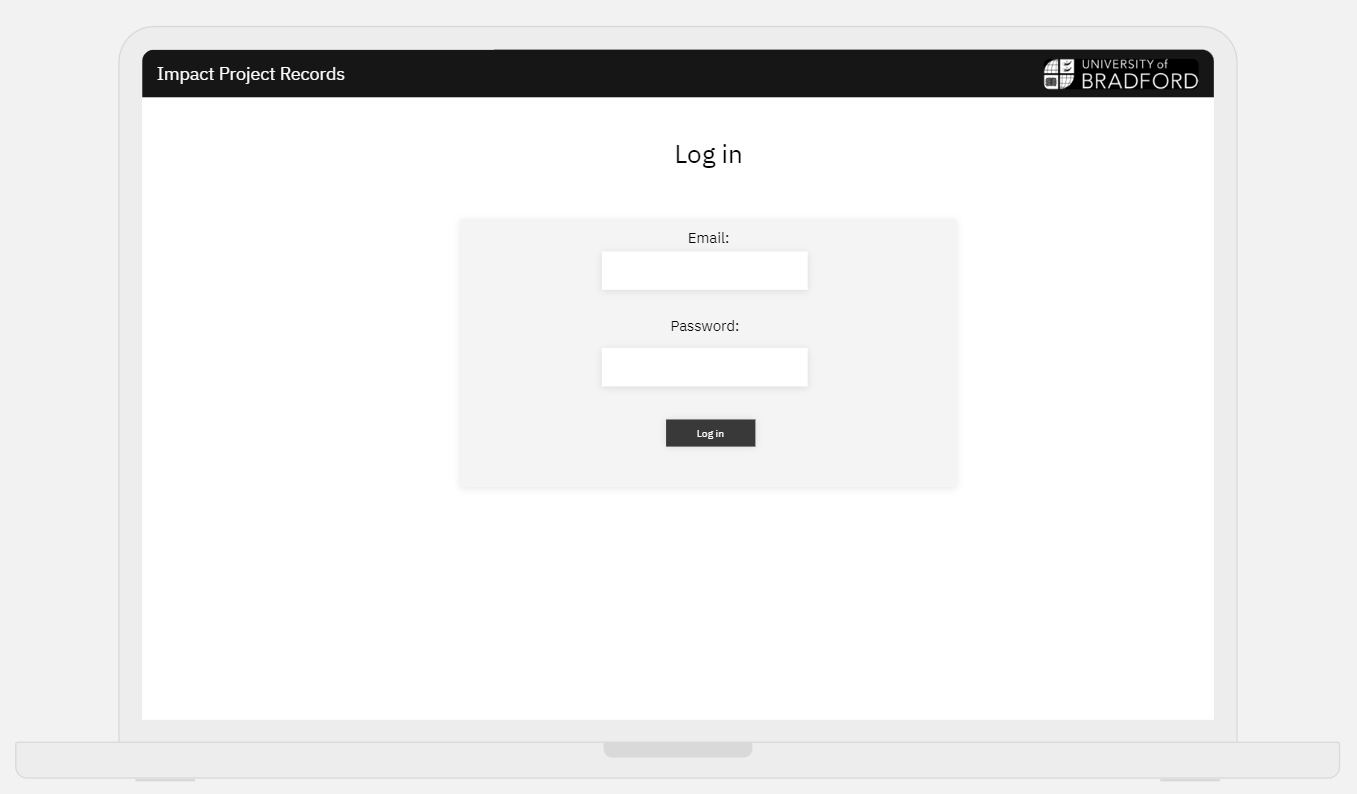 Impact Project Records
UNIVERSITY of
BRADFORD
Log in
Email:
Password:
Log in